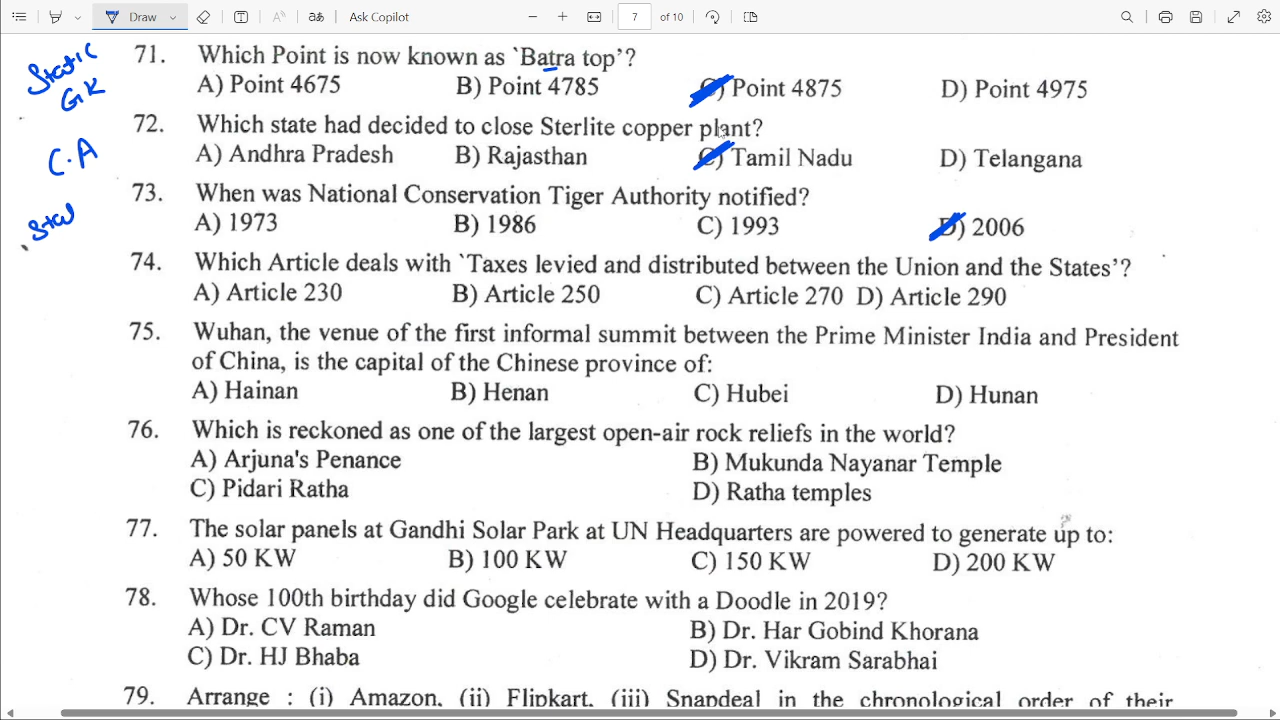 Draw
Ask Copilot
7 of 10
Static GK
71. Which Point is now known as `Batra top'?
A) Point 4675 B) Point 4785 C) Point 4875 D) Point 4975
72. Which state had decided to close Sterlite copper plant?
C.A
A) Andhra Pradesh B) Rajasthan C) Tamil Nadu D) Telangana
73. When was National Conservation Tiger Authority notified?
A) 1973 B) 1986 C) 1993 D) 2006
74. Which Article deals with `Taxes levied and distributed between the Union and the States'?
A) Article 230 B) Article 250 C) Article 270 D) Article 290
75. Wuhan, the venue of the first informal summit between the Prime Minister India and President
of China, is the capital of the Chinese province of:
A) Hainan B) Henan C) Hubei D) Hunan
76. Which is reckoned as one of the largest open-air rock reliefs in the world?
A) Arjuna's Penance B) Mukunda Nayanar Temple
C) Pidari Ratha D) Ratha temples
77. The solar panels at Gandhi Solar Park at UN Headquarters are powered to generate up to:
A) 50 KW B) 100 KW C) 150 KW D) 200 KW
78. Whose 100th birthday did Google celebrate with a Doodle in 2019?
A) Dr. CV Raman B) Dr. Har Gobind Khorana
C) Dr. HJ Bhaba D) Dr. Vikram Sarabhai
79. Arrange : (i) Amazon, (ii) Flipkart, (iii) Snapdeal in the chronological order of their